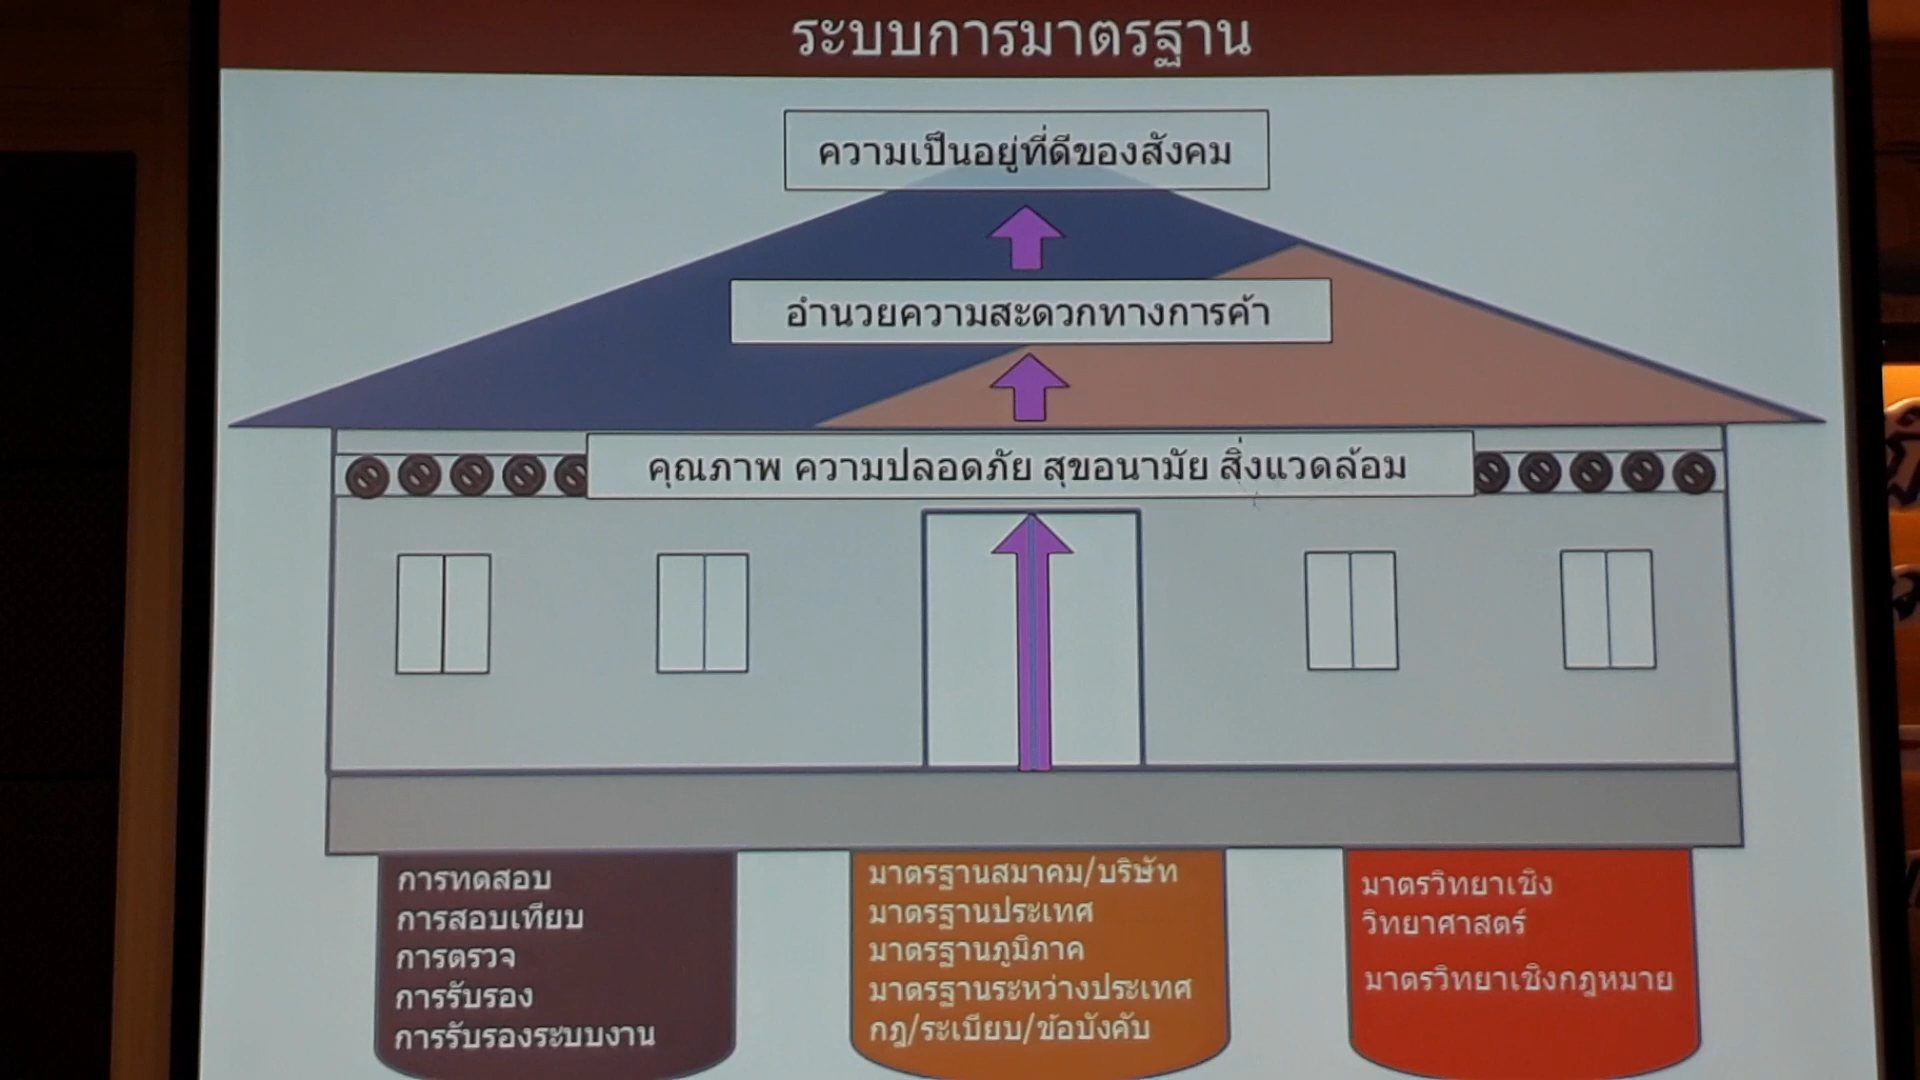 ระบบการมาตรฐาน
ความเป็นอยู่ที่ดีของสังคม
อำนวยความสะดวกทางการค้า
คุณภาพ ความปลอดภัย สุขอนามัย สิ่งแวดล้อม
การทดสอบ
การสอบเทียบ
การตรวจ
การรับรอง
การรับรองระบบงาน
มาตรฐานสมาคม/บริษัท
มาตรฐานประเทศ
มาตรฐานภูมิภาค
มาตรฐานระหว่างประเทศ
กฎ/ระเบียบ/ข้อบังคับ
มาตรวิทยาเชิง
วิทยาศาสตร์
มาตรวิทยาเชิงกฎหมาย